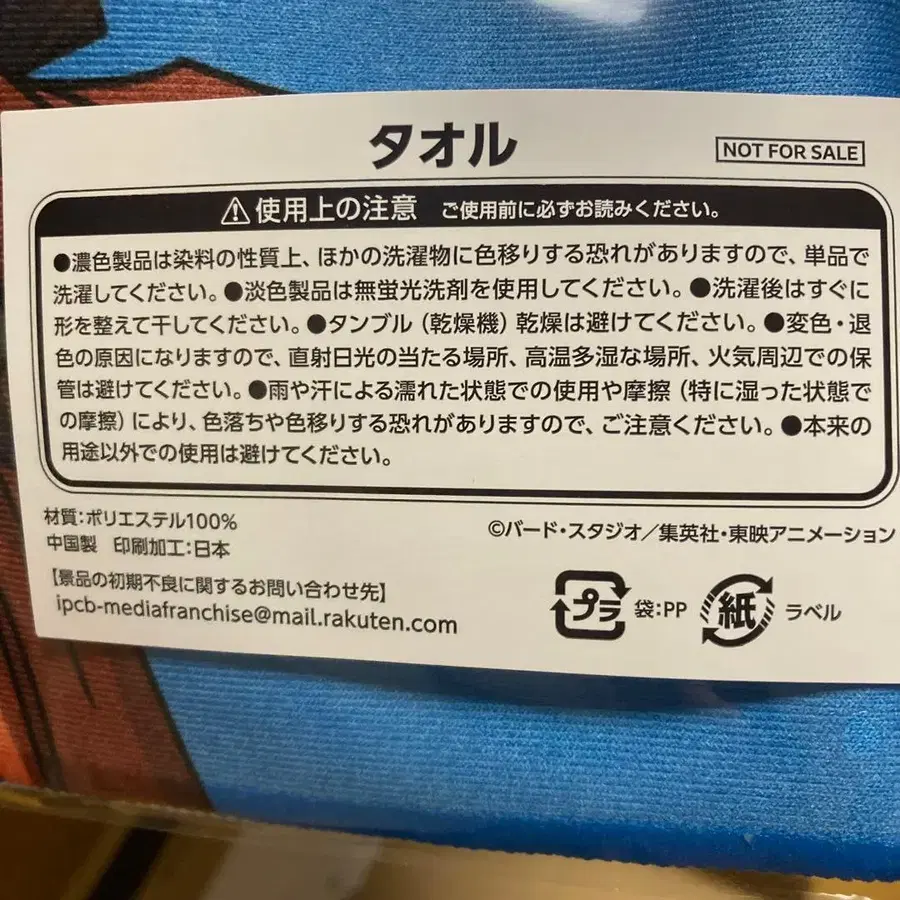 タオル
NOT FOR SALE
⚠使用上の注意 ご使用前に必ずお読みください。
●濃色製品は染料の性質上、ほかの洗濯物に色移りする恐れがありますので、単品で
洗濯してください。●淡色製品は無蛍光洗剤を使用してください。●洗濯後はすぐに
形を整えて干してください。●タンブル（乾燥機）乾燥は避けてください。●変色・退
色の原因になりますので、直射日光の当たる場所、高温多湿な場所、火気周辺での保
管は避けてください。●雨や汗による濡れた状態での使用や摩擦（特に湿った状態で
の摩擦）により、色落ちや色移りする恐れがありますので、ご注意ください。●本来の
用途以外での使用は避けてください。
材質:ポリエステル100%
中国製 印刷加工:日本
©バード・スタジオ／集英社・東映アニメーション
【景品の初期不良に関するお問い合わせ先】
ipcb-mediafranchise@mail.rakuten.com
プラ 袋:PP 紙 ラベル